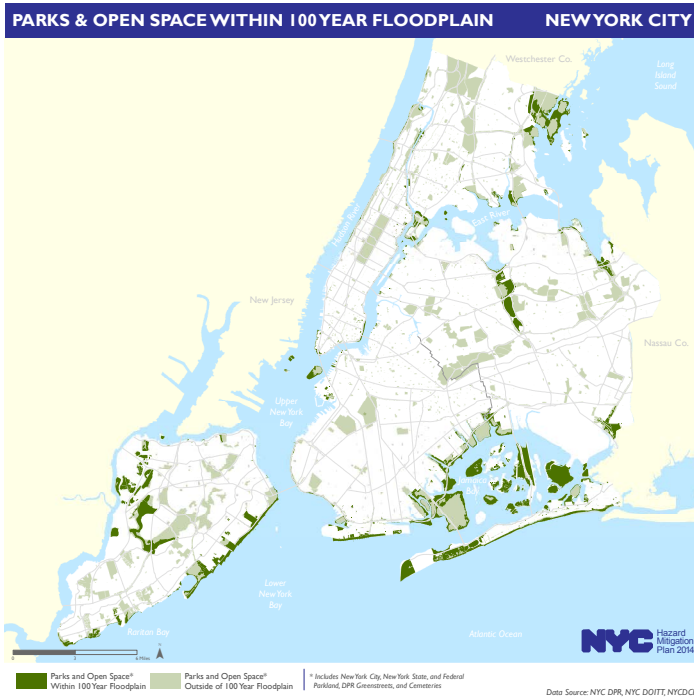 PARKS & OPEN SPACE WITHIN 100 YEAR FLOODPLAIN NEW YORK CITY
Westchester Co.
Long
Island
Sound
Hudson River
East River
New Jersey
Nassau Co.
Upper
New York
Bay
Jamaica
Bay
Lower
New York
Bay
Raritan Bay
Atlantic Ocean
NYC Hazard
Mitigation
Plan 2014
0 2 6 Miles
N
Parks and Open Space*
Within 100 Year Floodplain
Parks and Open Space*
Outside of 100 Year Floodplain
* Includes New York City, New York State, and Federal
Parkland, DPR Greenstreets, and Cemeteries
Data Source: NYC DPR, NYC DOITT, NYCDCP